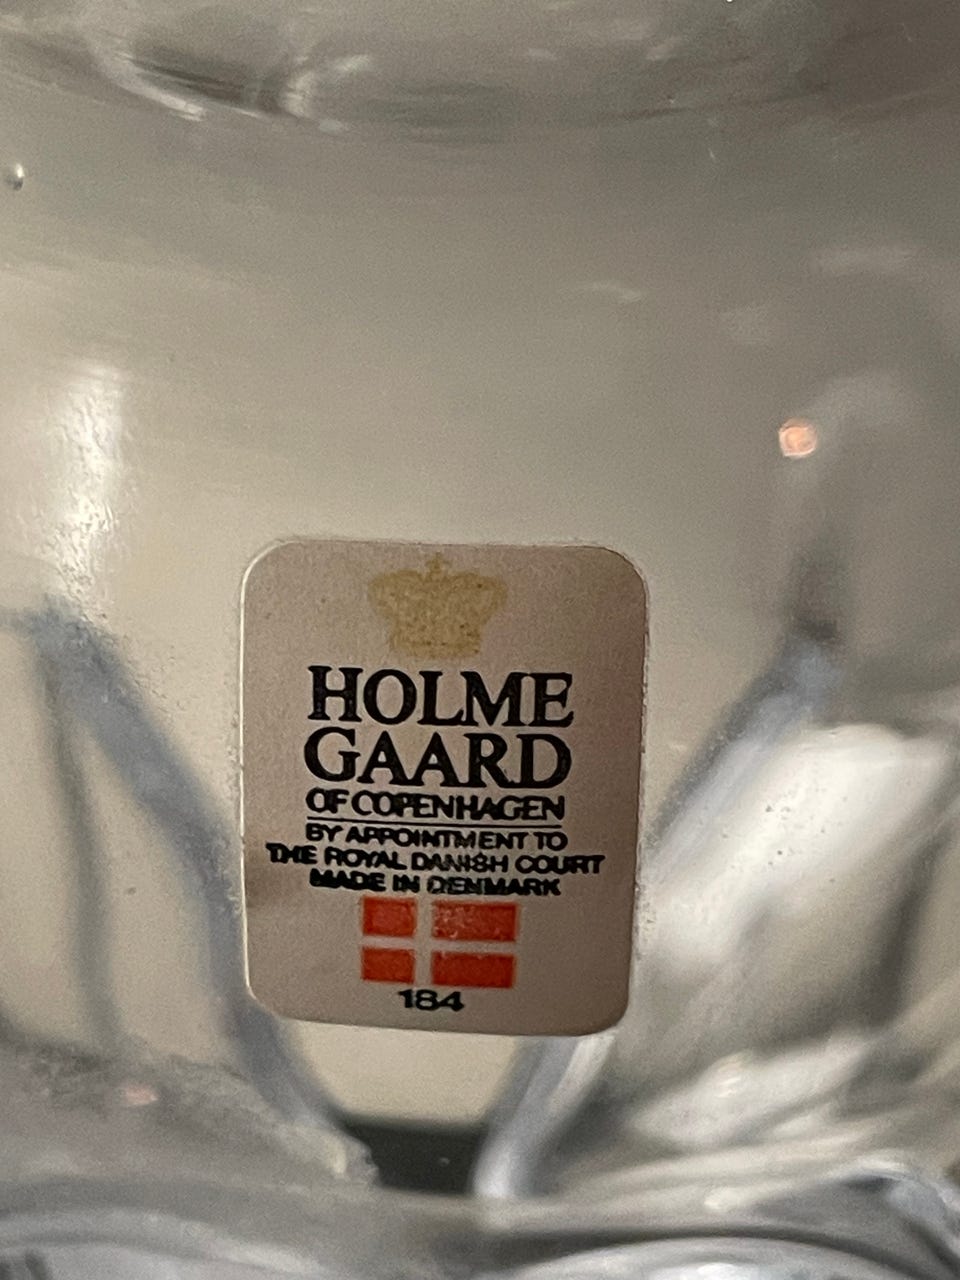 HOLME
GAARD
OF COPENHAGEN
BY APPOINTMENT TO
THE ROYAL DANISH COURT
MADE IN DENMARK
184